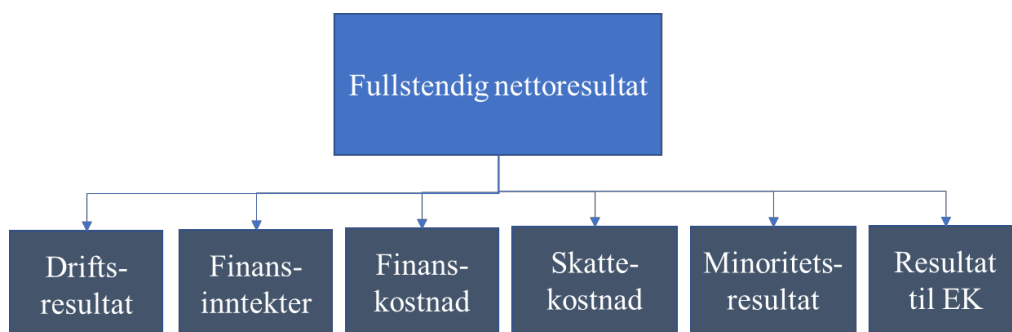 Fullstendig nettoresultat
Drifts-
resultat
Finans-
inntekter
Finans-
kostnad
Skatte-
kostnad
Minoritets-
resultat
Resultat
til EK